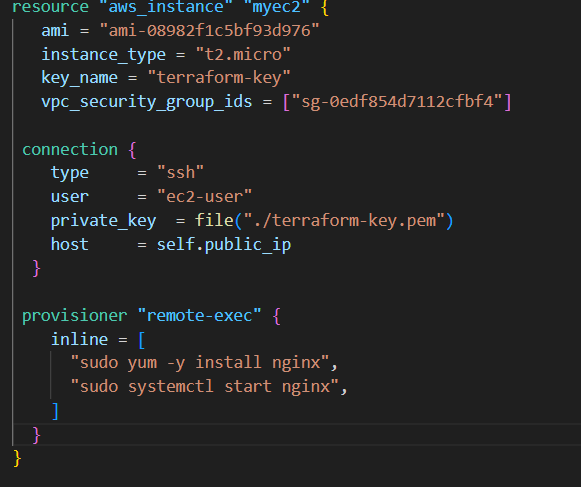 resource "aws_instance" "myec2" {
ami = "ami-08982f1c5bf93d976"
instance_type = "t2.micro"
key_name = "terraform-key"
vpc_security_group_ids = ["sg-0edf854d7112cfbf4"]
connection {
type = "ssh"
user = "ec2-user"
private_key = file("./terraform-key.pem")
host = self.public_ip
}
provisioner "remote-exec" {
inline = [
"sudo yum -y install nginx",
"sudo systemctl start nginx",
]
}
}